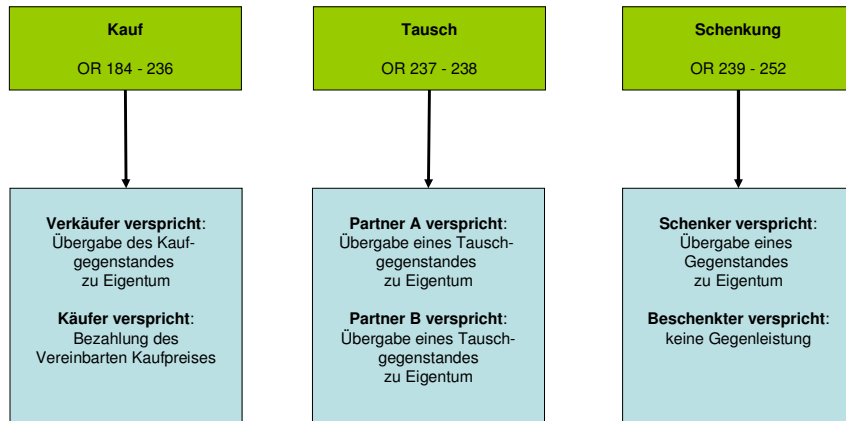 Kauf
OR 184 - 236
Verkäufer verspricht:
Übergabe des Kauf-
gegenstandes
zu Eigentum
Käufer verspricht:
Bezahlung des
Vereinbarten Kaufpreises
Tausch
OR 237 - 238
Partner A verspricht:
Übergabe eines Tausch-
gegenstandes
zu Eigentum
Partner B verspricht:
Übergabe eines Tausch-
gegenstandes
zu Eigentum
Schenkung
OR 239 - 252
Schenker verspricht:
Übergabe eines
Gegenstandes
zu Eigentum
Beschenkter verspricht:
keine Gegenleistung